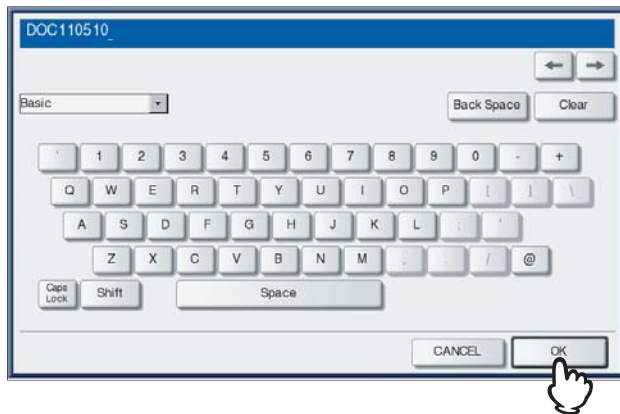 DOC110510_
← →
Basic Back Space Clear
` 1 2 3 4 5 6 7 8 9 0 - +
Q W E R T Y U I O P [ ] \
A S D F G H J K L ; '
Z X C V B N M , . / @
Caps Lock Shift Space
CANCEL OK